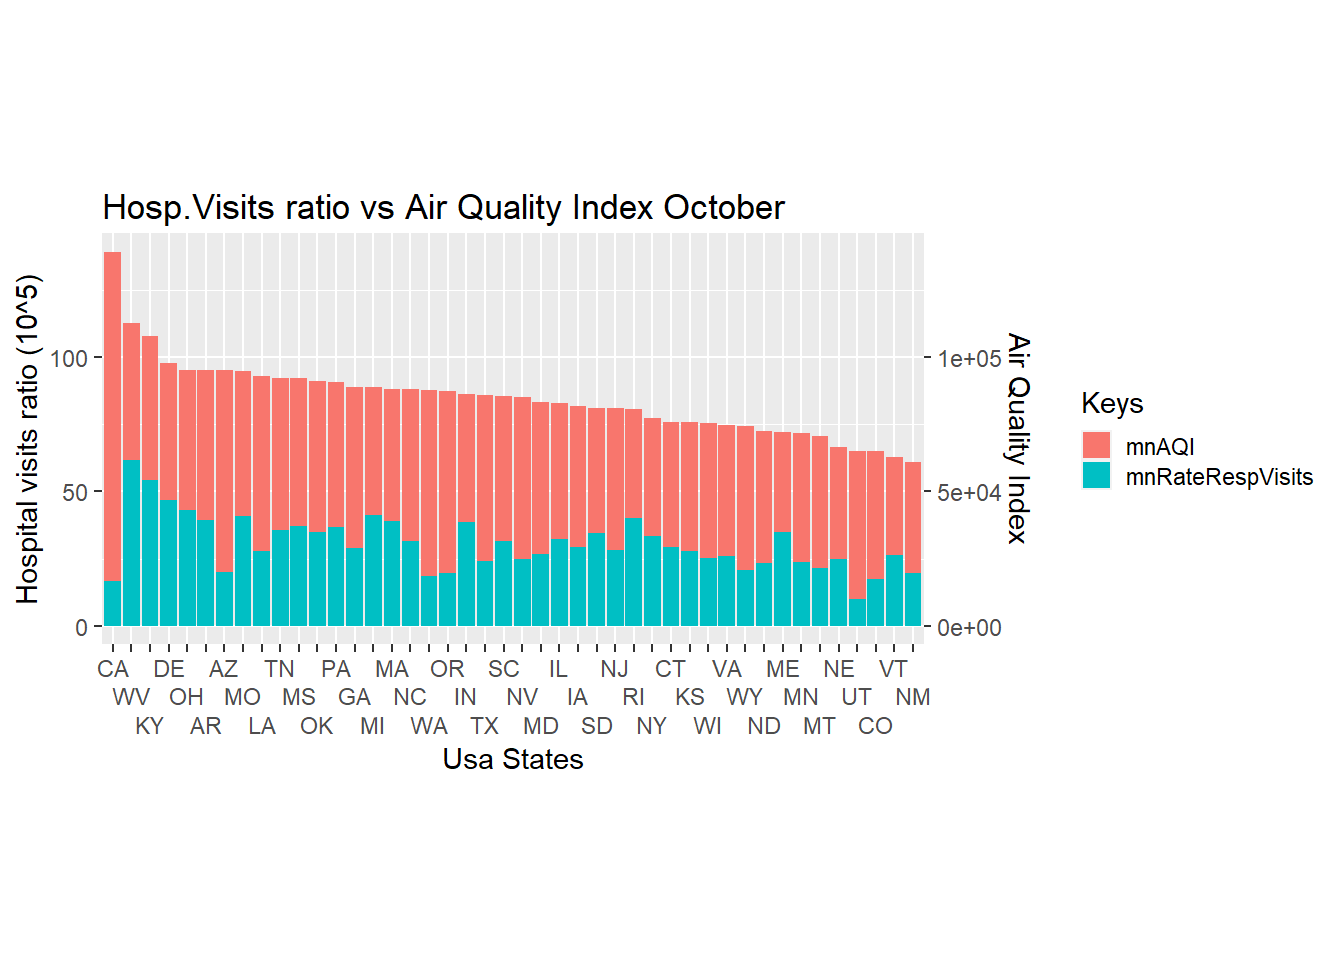 Hosp.Visits ratio vs Air Quality Index October
Hospital visits ratio (10^5)
100
50
0
1e+05
5e+04
0e+00
Air Quality Index
Keys
mnAQI
mnRateRespVisits
CA DE AZ TN PA MA OR SC IL NJ CT VA ME NE VT
WV OH MO MS GA NC IN NV IA RI KS WY MN UT NM
KY AR LA OK MI WA TX MD SD NY WI ND MT CO
Usa States